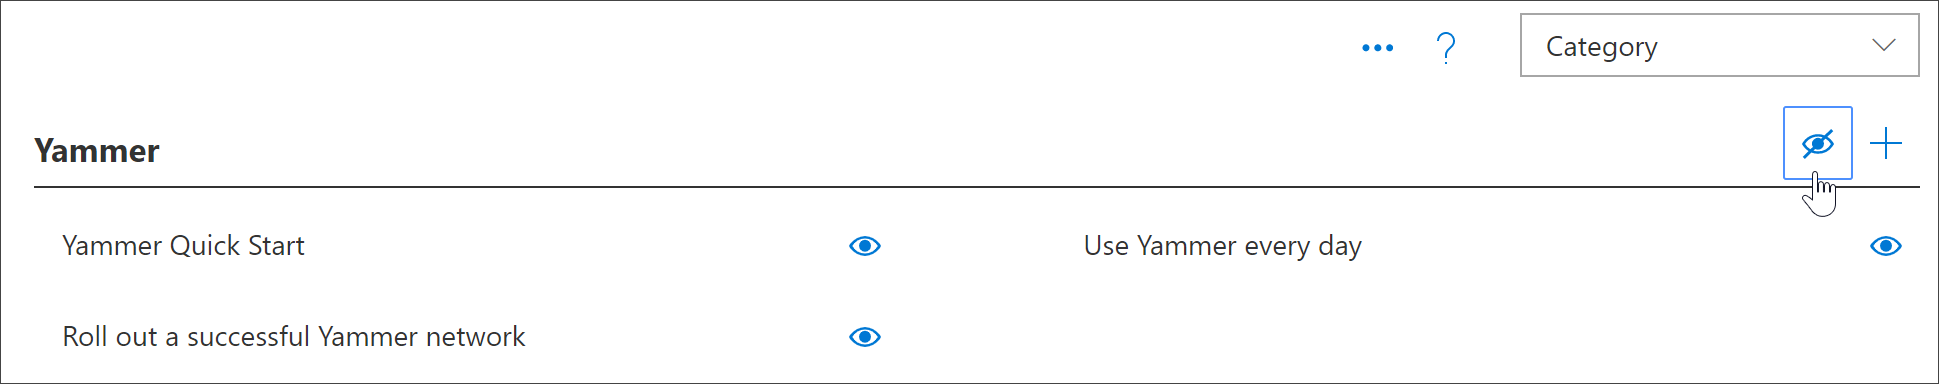 Category
Yammer
Yammer Quick Start
Use Yammer every day
Roll out a successful Yammer network